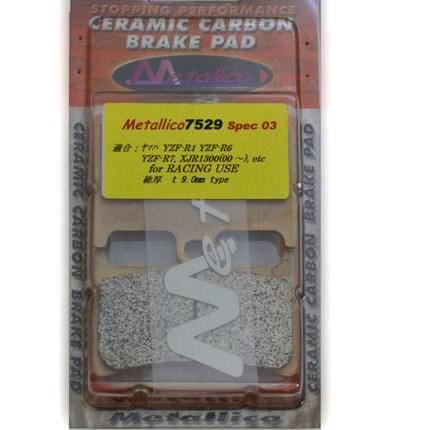 STOPPING PERFORMANCE
CERAMIC CARBON
BRAKE PAD
Metallico
Metallico7529 Spec 03
適合；ヤマハ YZF-R1 YZF-R6
YZF-R7, XJR1300(00～), etc
for RACING USE
総厚 t 9.0mm type
CERAMIC CARBON BRAKE PAD
CERAMIC CARBON BRAKE PAD
Met
Metallico